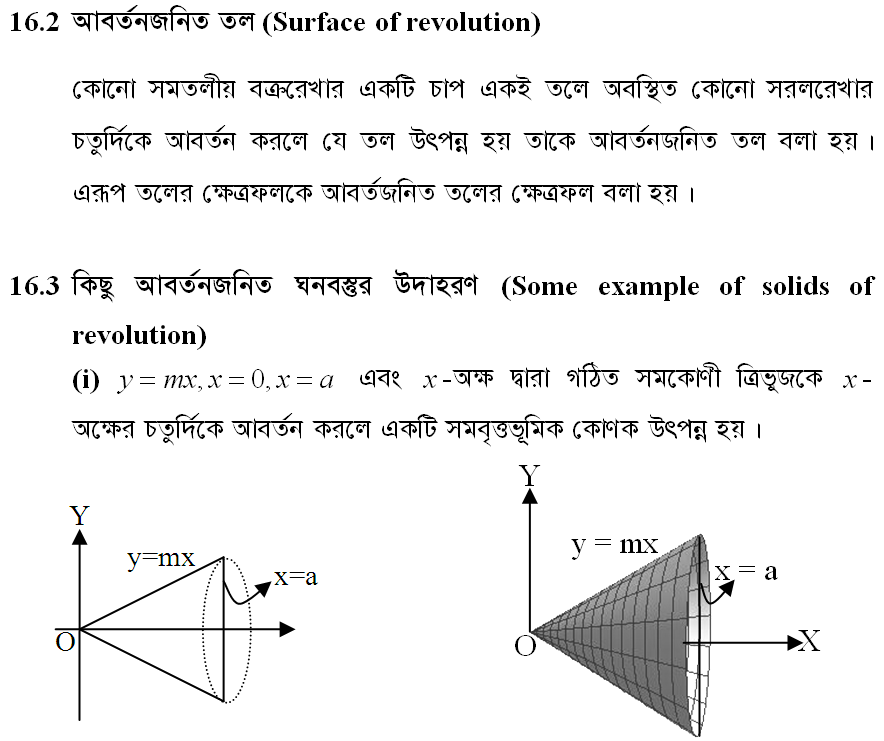 16.2 আবর্তনজনিত তল (Surface of revolution)
কোনো সমতলীয় বক্ররেখার একটি চাপ একই তলে অবস্থিত কোনো সরলরেখার
চতুর্দিকে আবর্তন করলে যে তল উৎপন্ন হয় তাকে আবর্তনজনিত তল বলা হয় ।
এরূপ তলের ক্ষেত্রফলকে আবর্তজনিত তলের ক্ষেত্রফল বলা হয় ।
16.3 কিছু আবর্তনজনিত ঘনবস্তুর উদাহরণ (Some example of solids of
revolution)
(i) y = mx, x = 0, x = a এবং x -অক্ষ দ্বারা গঠিত সমকোণী ত্রিভুজকে x -
অক্ষের চতুর্দিকে আবর্তন করলে একটি সমবৃত্তভূমিক কোণক উৎপন্ন হয় ।
Y
y=mx
x=a
O
Y
y = mx
x = a
O
X